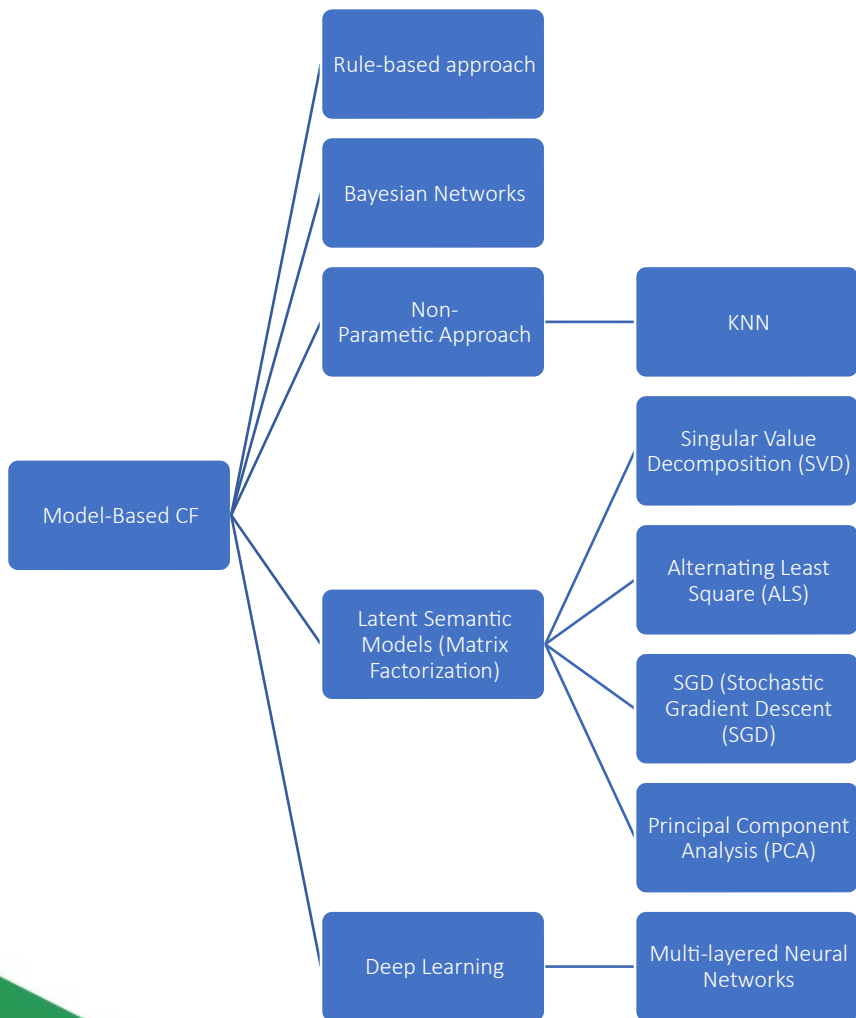 Rule-based approach
Bayesian Networks
Non-
Parametic Approach
KNN
Singular Value
Decomposition (SVD)
Model-Based CF
Alternating Least
Square (ALS)
Latent Semantic
Models (Matrix
Factorization)
SGD (Stochastic
Gradient Descent
(SGD)
Principal Component
Analysis (PCA)
Deep Learning
Multi-layered Neural
Networks